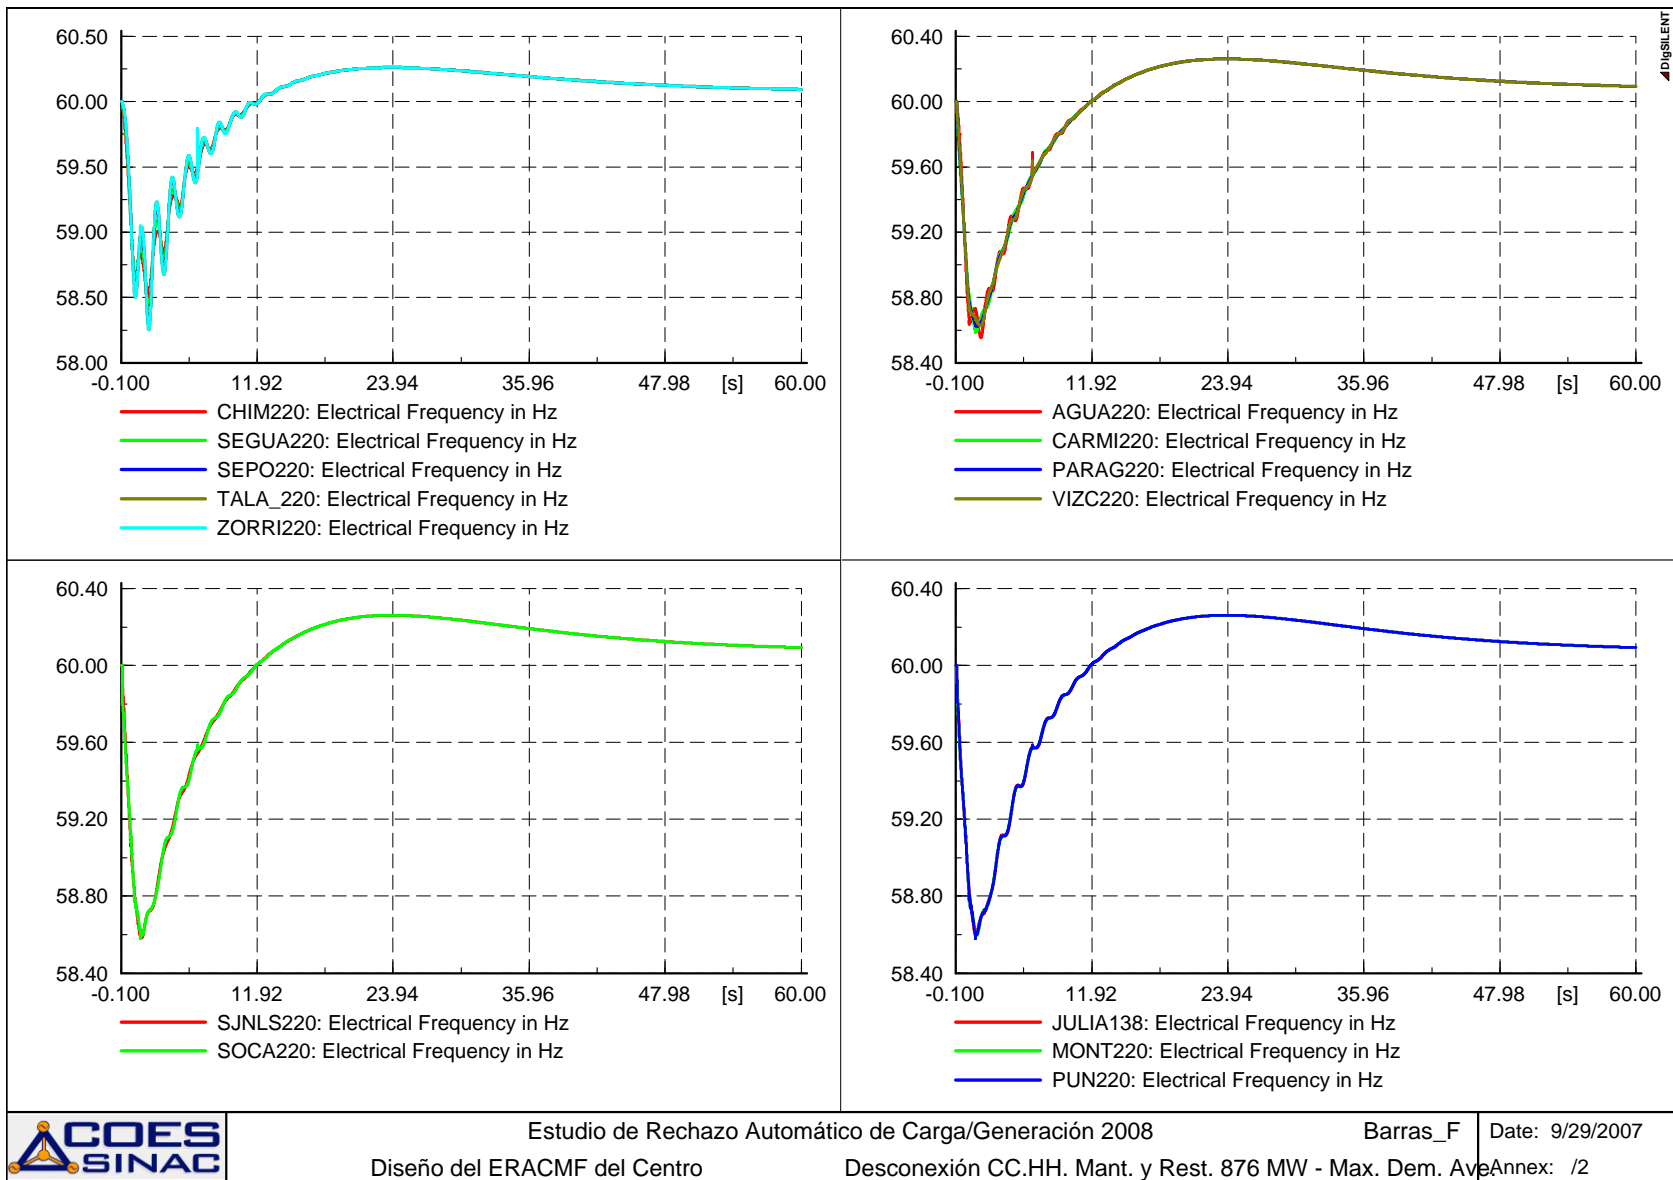 DIgSILENT
60.50
60.00
59.50
59.00
58.50
58.00
-0.100 11.92 23.94 35.96 47.98 [s] 60.00
CHIM220: Electrical Frequency in Hz
SEGUA220: Electrical Frequency in Hz
SEPO220: Electrical Frequency in Hz
TALA_220: Electrical Frequency in Hz
ZORRI220: Electrical Frequency in Hz
60.40
60.00
59.60
59.20
58.80
58.40
-0.100 11.92 23.94 35.96 47.98 [s] 60.00
AGUA220: Electrical Frequency in Hz
CARMI220: Electrical Frequency in Hz
PARAG220: Electrical Frequency in Hz
VIZC220: Electrical Frequency in Hz
60.40
60.00
59.60
59.20
58.80
58.40
-0.100 11.92 23.94 35.96 47.98 [s] 60.00
SJNLS220: Electrical Frequency in Hz
SOCA220: Electrical Frequency in Hz
60.40
60.00
59.60
59.20
58.80
58.40
-0.100 11.92 23.94 35.96 47.98 [s] 60.00
JULIA138: Electrical Frequency in Hz
MONT220: Electrical Frequency in Hz
PUN220: Electrical Frequency in Hz
COES
SINAC
Estudio de Rechazo Automático de Carga/Generación 2008 Barras_F
Diseño del ERACMF del Centro Desconexión CC.HH. Mant. y Rest. 876 MW - Max. Dem. Ave
Date: 9/29/2007
Annex: /2